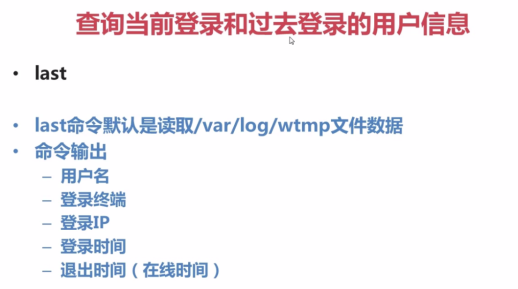 查询当前登录和过去登录的用户信息
• last
• last命令默认是读取/var/log/wtmp文件数据
• 命令输出
– 用户名
– 登录终端
– 登录IP
– 登录时间
– 退出时间（在线时间）